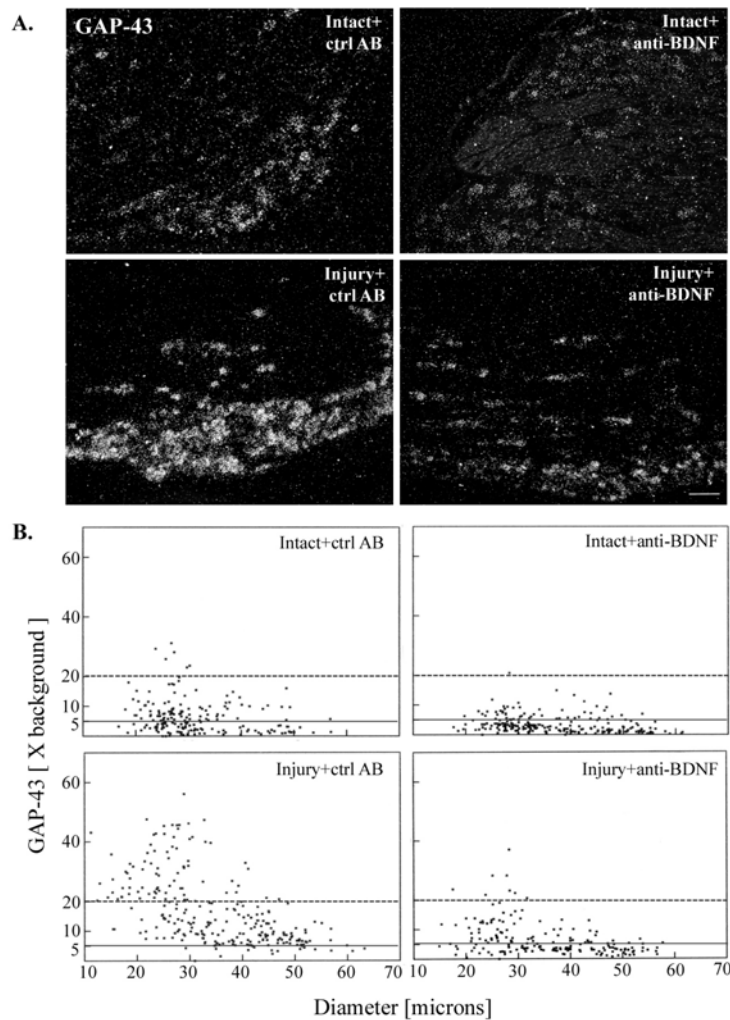 A.
GAP-43
Intact+
ctrl AB
Intact+
anti-BDNF
Injury+
ctrl AB
Injury+
anti-BDNF
B.
GAP-43 [ X background ]
60
40
20
10
5
Intact+ctrl AB
Intact+anti-BDNF
60
40
20
10
5
Injury+ctrl AB
Injury+anti-BDNF
10 20 30 40 50 60 70
10 20 30 40 50 60 70
Diameter [microns]